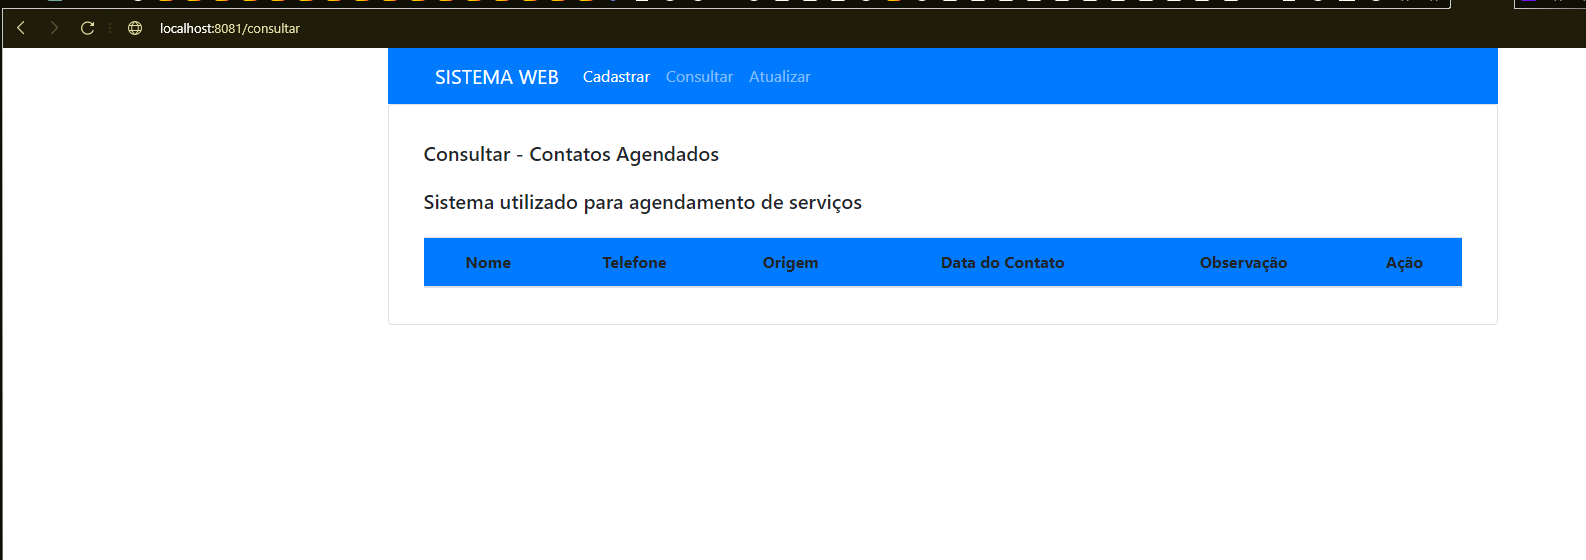 localhost:8081/consultar
SISTEMA WEB Cadastrar Consultar Atualizar
Consultar - Contatos Agendados
Sistema utilizado para agendamento de serviços
Nome Telefone Origem Data do Contato Observação Ação